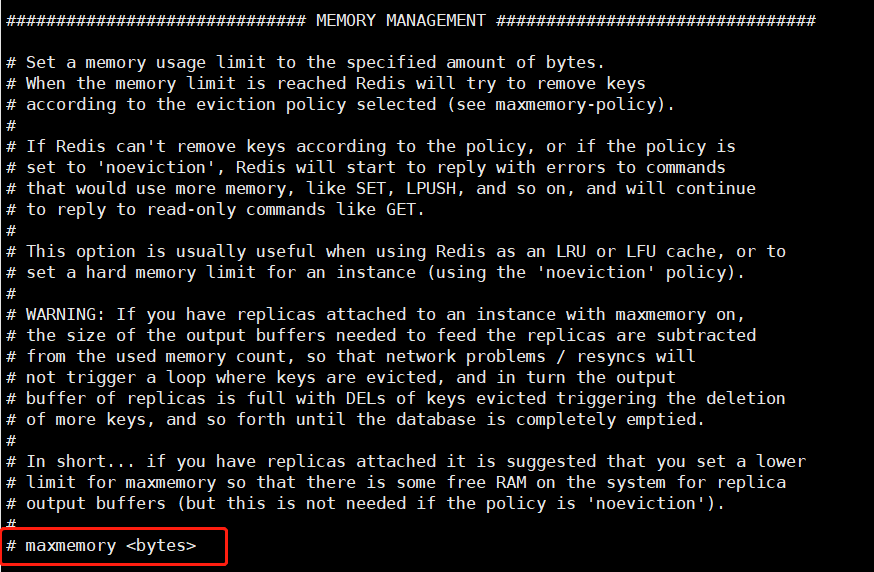 ############################## MEMORY MANAGEMENT ################################
# Set a memory usage limit to the specified amount of bytes.
# When the memory limit is reached Redis will try to remove keys
# according to the eviction policy selected (see maxmemory-policy).
#
# If Redis can't remove keys according to the policy, or if the policy is
# set to 'noeviction', Redis will start to reply with errors to commands
# that would use more memory, like SET, LPUSH, and so on, and will continue
# to reply to read-only commands like GET.
#
# This option is usually useful when using Redis as an LRU or LFU cache, or to
# set a hard memory limit for an instance (using the 'noeviction' policy).
#
# WARNING: If you have replicas attached to an instance with maxmemory on,
# the size of the output buffers needed to feed the replicas are subtracted
# from the used memory count, so that network problems / resyncs will
# not trigger a loop where keys are evicted, and in turn the output
# buffer of replicas is full with DELs of keys evicted triggering the deletion
# of more keys, and so forth until the database is completely emptied.
#
# In short... if you have replicas attached it is suggested that you set a lower
# limit for maxmemory so that there is some free RAM on the system for replica
# output buffers (but this is not needed if the policy is 'noeviction').
#
# maxmemory <bytes>